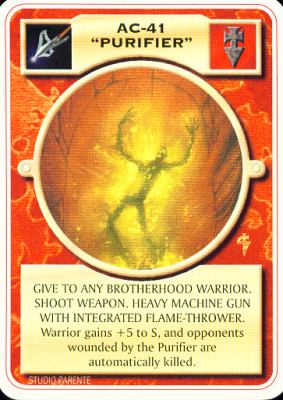 AC-41
"PURIFIER"
GIVE TO ANY BROTHERHOOD WARRIOR.
SHOOT WEAPON. HEAVY MACHINE GUN
WITH INTEGRATED FLAME-THROWER.
Warrior gains +5 to S, and opponents
wounded by the Purifier are
automatically killed.
STUDIO PARENTE